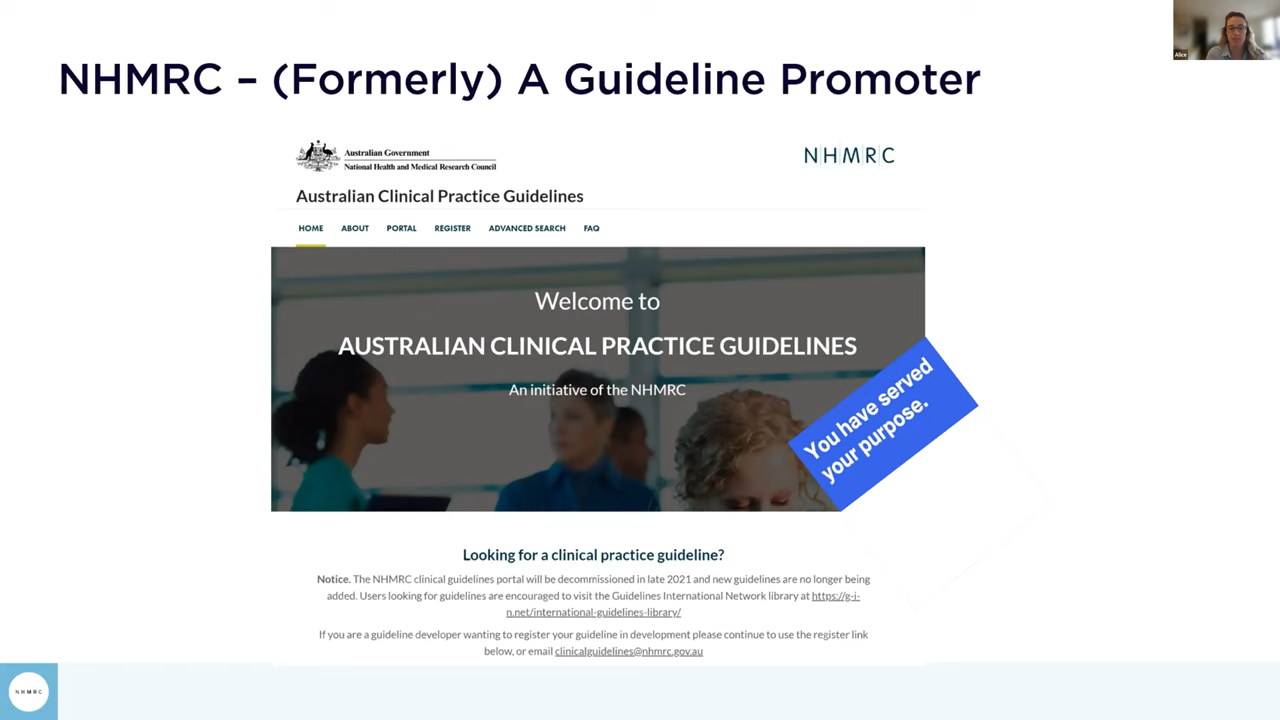 Alice
NHMRC – (Formerly) A Guideline Promoter
Australian Government
National Health and Medical Research Council
NHMRC
Australian Clinical Practice Guidelines
HOME ABOUT PORTAL REGISTER ADVANCED SEARCH FAQ
Welcome to
AUSTRALIAN CLINICAL PRACTICE GUIDELINES
An initiative of the NHMRC
You have served
your purpose.
Looking for a clinical practice guideline?
Notice. The NHMRC clinical guidelines portal will be decommissioned in late 2021 and new guidelines are no longer being
added. Users looking for guidelines are encouraged to visit the Guidelines International Network library at https://g-i-
n.net/international-guidelines-library/
If you are a guideline developer wanting to register your guideline in development please continue to use the register link
below, or email clinicalguidelines@nhmrc.gov.au
NHMRC